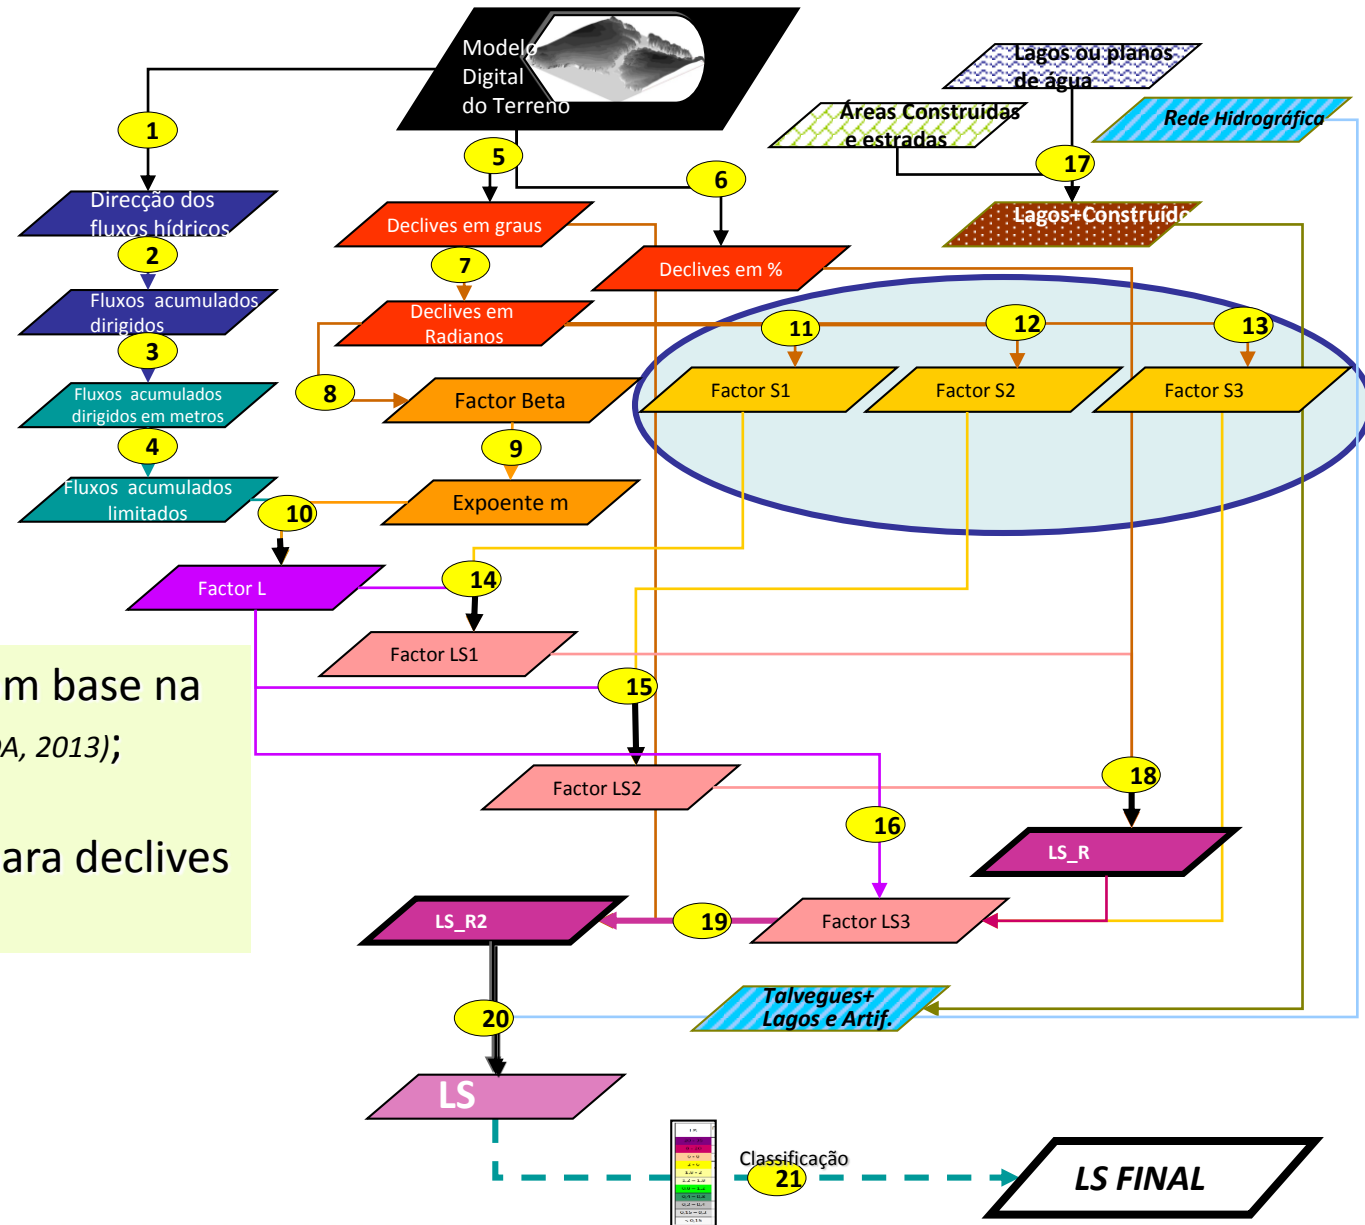 Modelo
Digital
do Terreno
Lagos ou planos
de água
Áreas Construidas
e estradas
Rede Hidrográfica
1
5
6
17
Direcção dos
fluxos hídricos
Declives em graus
Lagos+Construído
2
7
Declives em %
Fluxos acumulados
dirigidos
Declives em
Radianos
11
12
13
3
8
Fluxos acumulados
dirigidos em metros
Factor Beta
Factor S1
Factor S2
Factor S3
4
9
Fluxos acumulados
limitados
Expoente m
10
Factor L
14
Factor LS1
m base na
A, 2013);
ara declives
15
Factor LS2
18
16
LS_R
LS_R2
19
Factor LS3
Talvegues+
Lagos e Artif.
20
LS
Classificação
21
LS FINAL